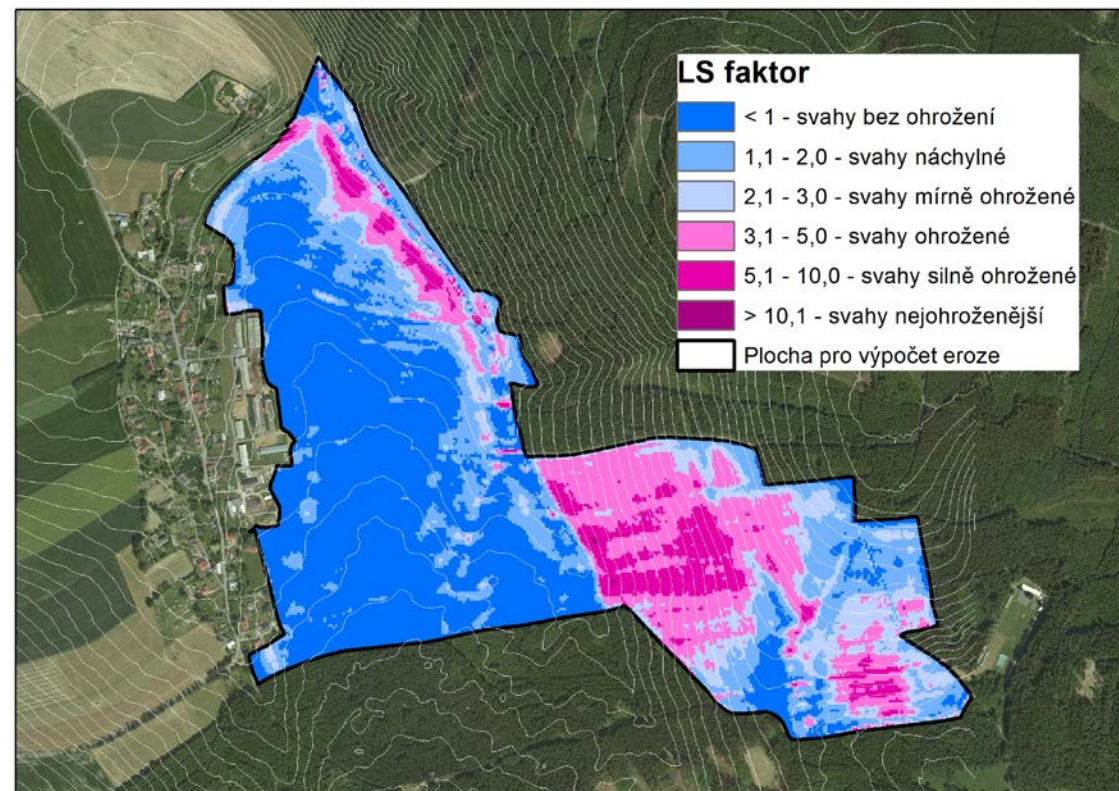 LS faktor
< 1 - svahy bez ohrožení
1,1 - 2,0 - svahy náchylné
2,1 - 3,0 - svahy mírně ohrožené
3,1 - 5,0 - svahy ohrožené
5,1 - 10,0 - svahy silně ohrožené
> 10,1 - svahy nejohroženější
Plocha pro výpočet eroze